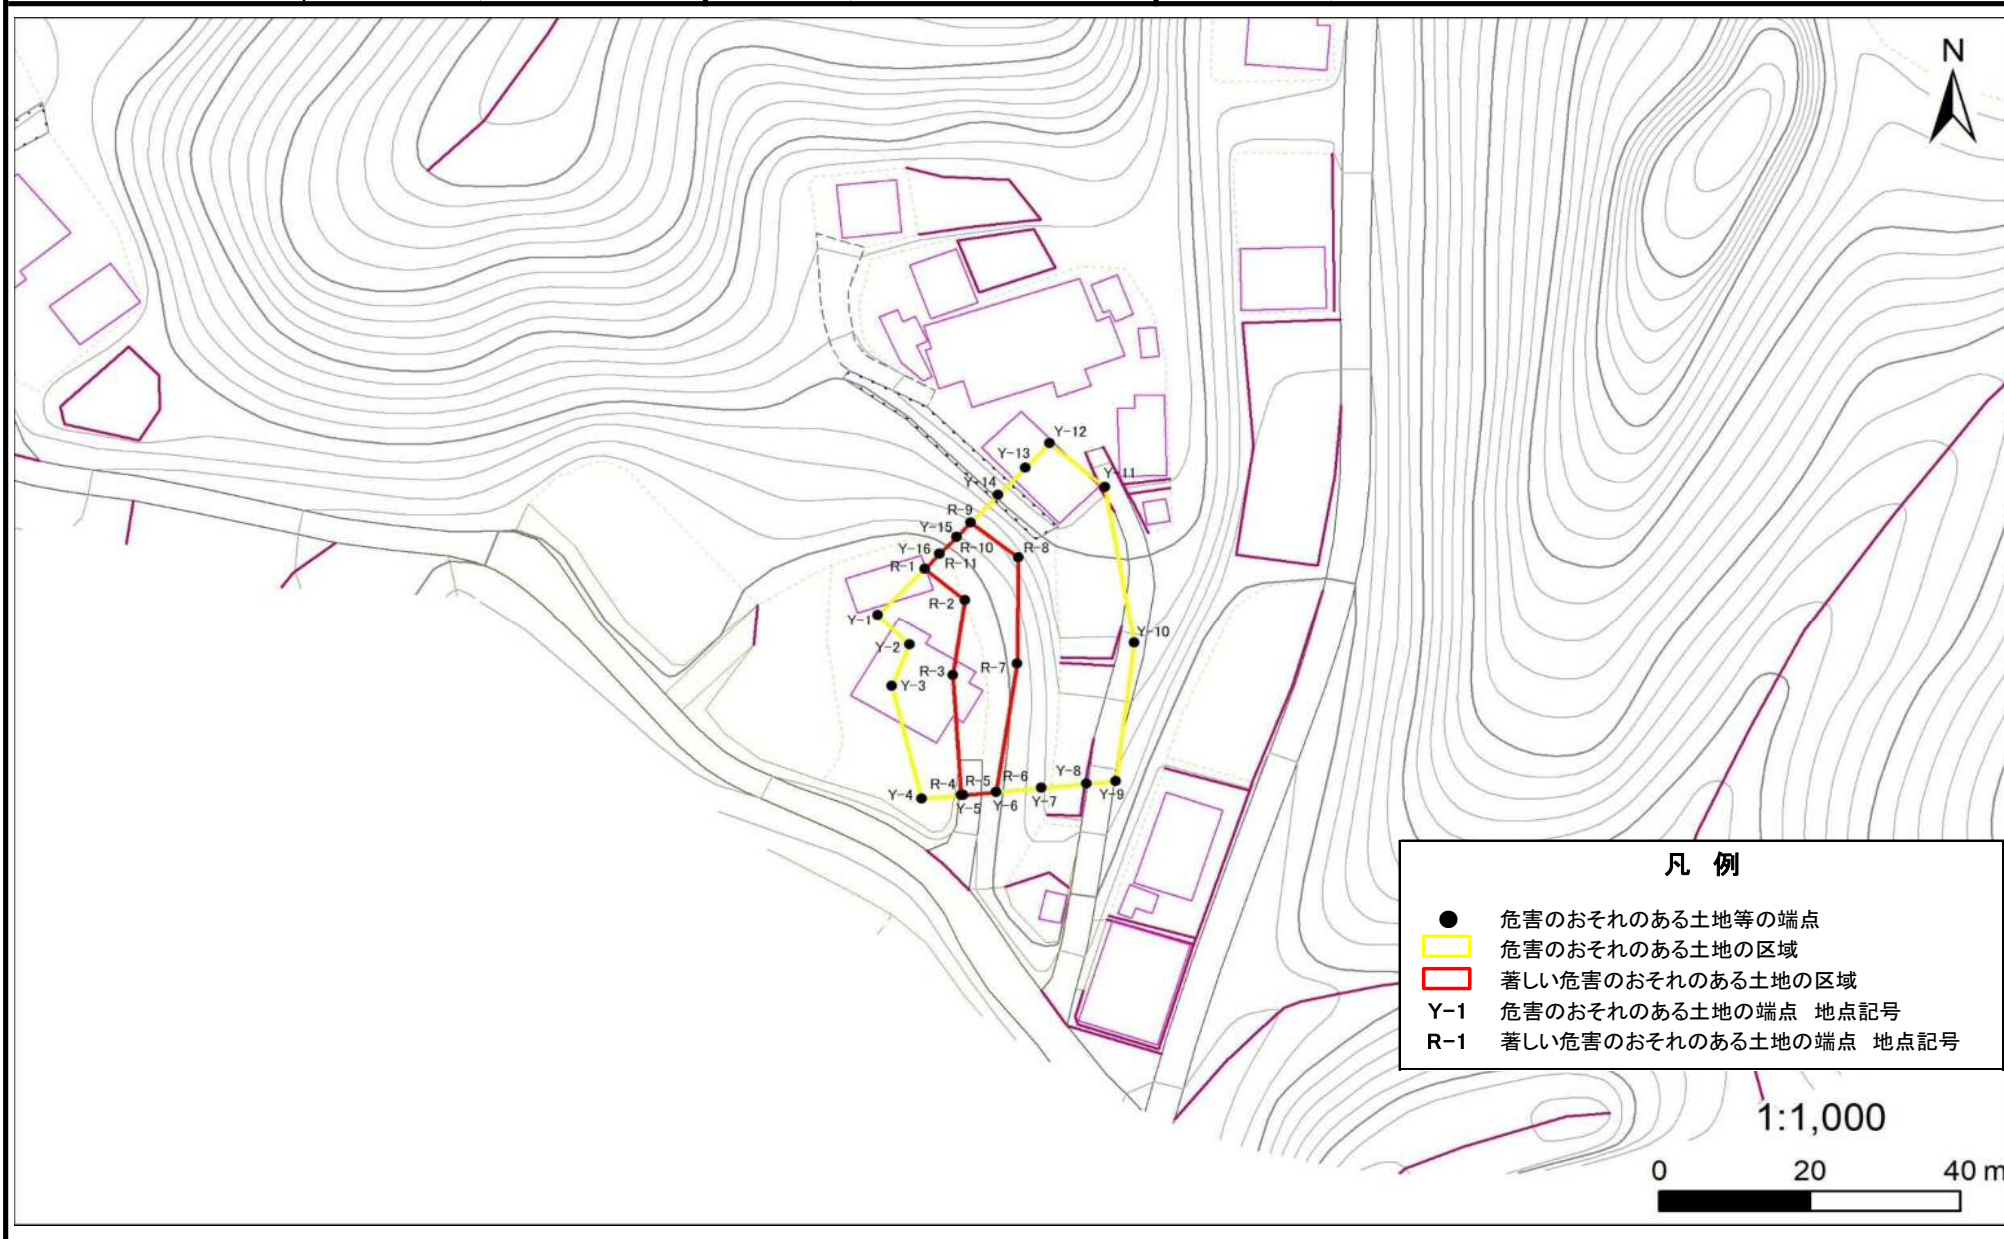 N
Y-12
Y-13
Y-11
Y-14
R-9
Y-15
R-10
R-8
Y-16
R-11
R-1
R-2
Y-1
Y-2
Y-10
R-3
R-7
Y-3
R-4
R-5
R-6
Y-8
Y-4
Y-5
Y-6
Y-7
Y-9
凡 例
危害のおそれのある土地等の端点
危害のおそれのある土地の区域
著しい危害のおそれのある土地の区域
Y-1 危害のおそれのある土地の端点 地点記号
R-1 著しい危害のおそれのある土地の端点 地点記号
1:1,000
0 20 40 m